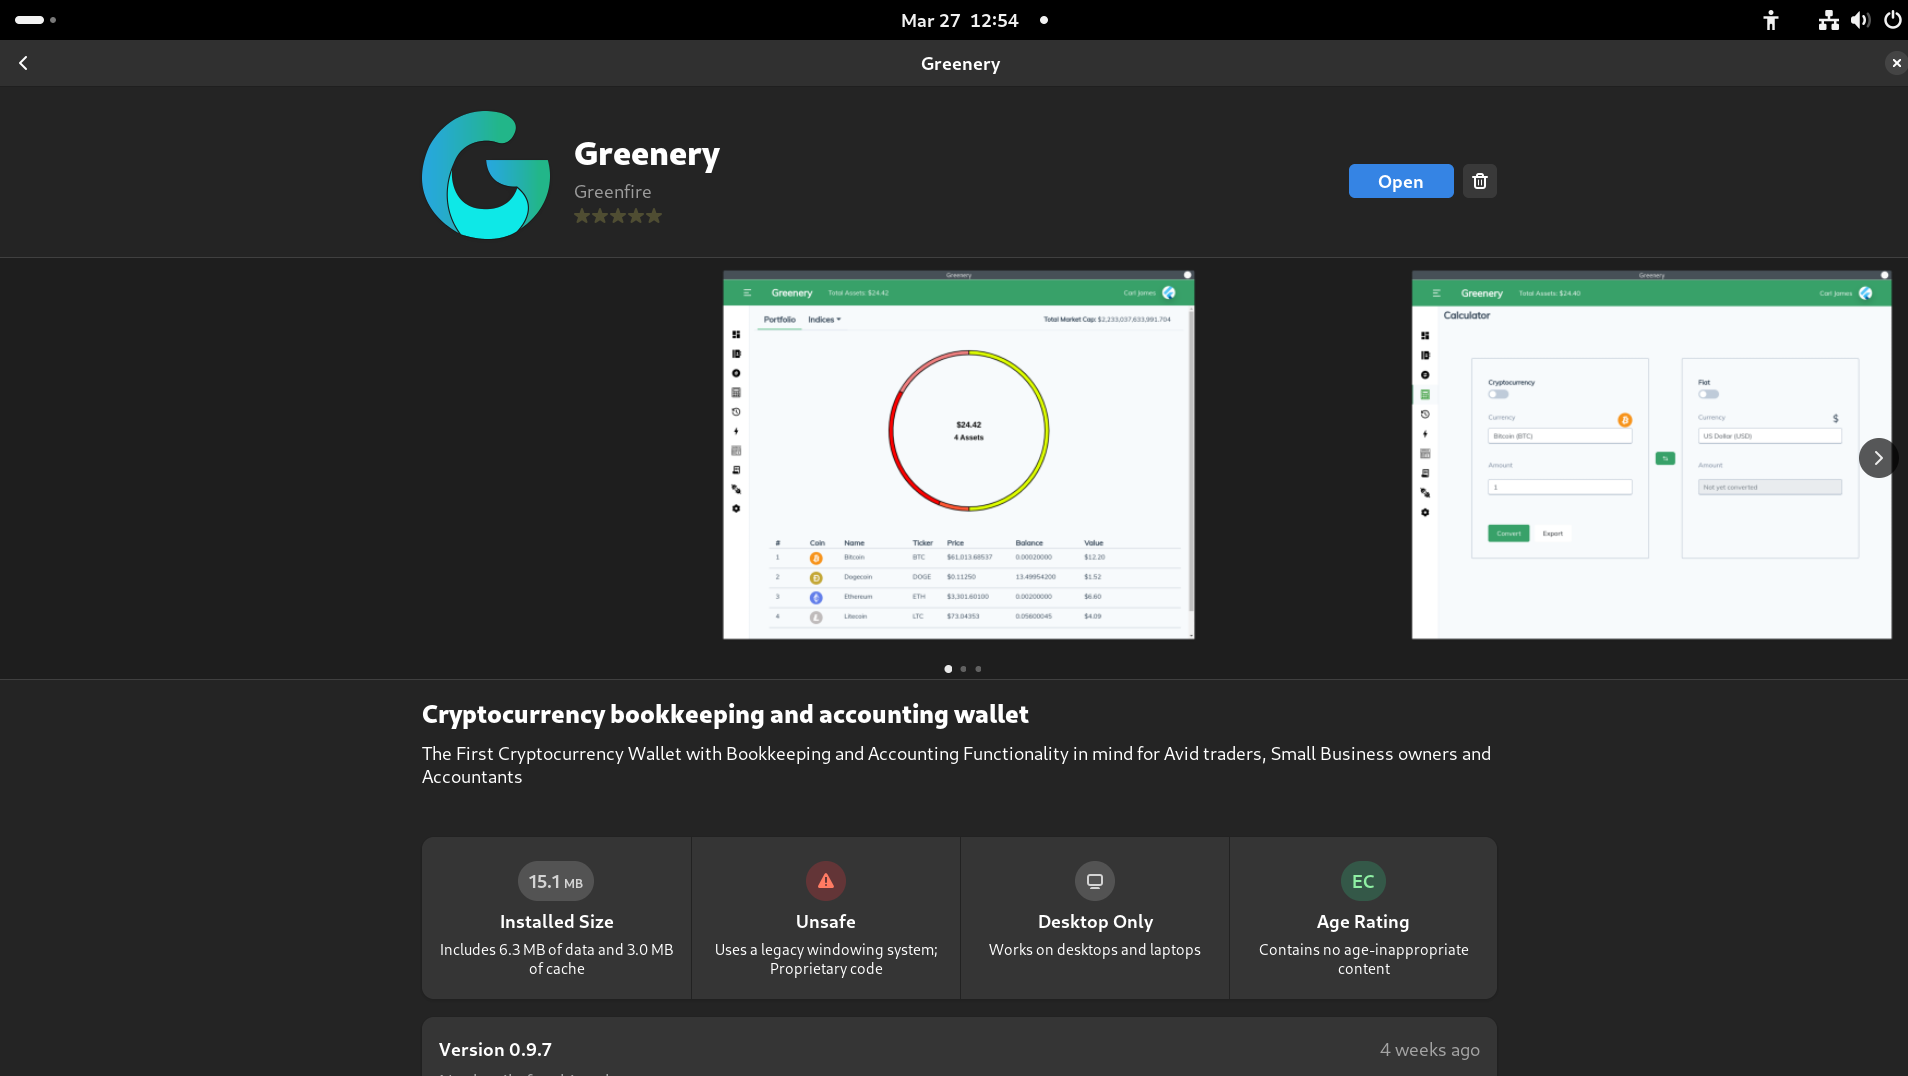 Mar 27 12:54
Greenery
Greenery
Greenfire
Open
Greenery
Greenery Total Assets: $24.42 Carl James
Portfolio Indices Total Market Cap: $2,233,037,633,991.704
$24.42
4 Assets
# Coin Name Ticker Price Balance Value
1 Bitcoin BTC $61,013.68537 0.00020000 $12.20
2 Dogecoin DOGE $0.11250 13.49954200 $1.52
3 Ethereum ETH $3,301.60100 0.00200000 $6.60
4 Litecoin LTC $73.04353 0.05600045 $4.09
Greenery
Greenery Total Assets: $24.40 Carl James
Calculator
Cryptocurrency Fiat
Currency Currency $
Bitcoin (BTC) US Dollar (USD)
Amount Amount
1 Not yet converted
Convert Export
Cryptocurrency bookkeeping and accounting wallet
The First Cryptocurrency Wallet with Bookkeeping and Accounting Functionality in mind for Avid traders, Small Business owners and
Accountants
15.1 MB
Installed Size
Includes 6.3 MB of data and 3.0 MB
of cache
Unsafe
Uses a legacy windowing system;
Proprietary code
Desktop Only
Works on desktops and laptops
EC
Age Rating
Contains no age-inappropriate
content
Version 0.9.7 4 weeks ago